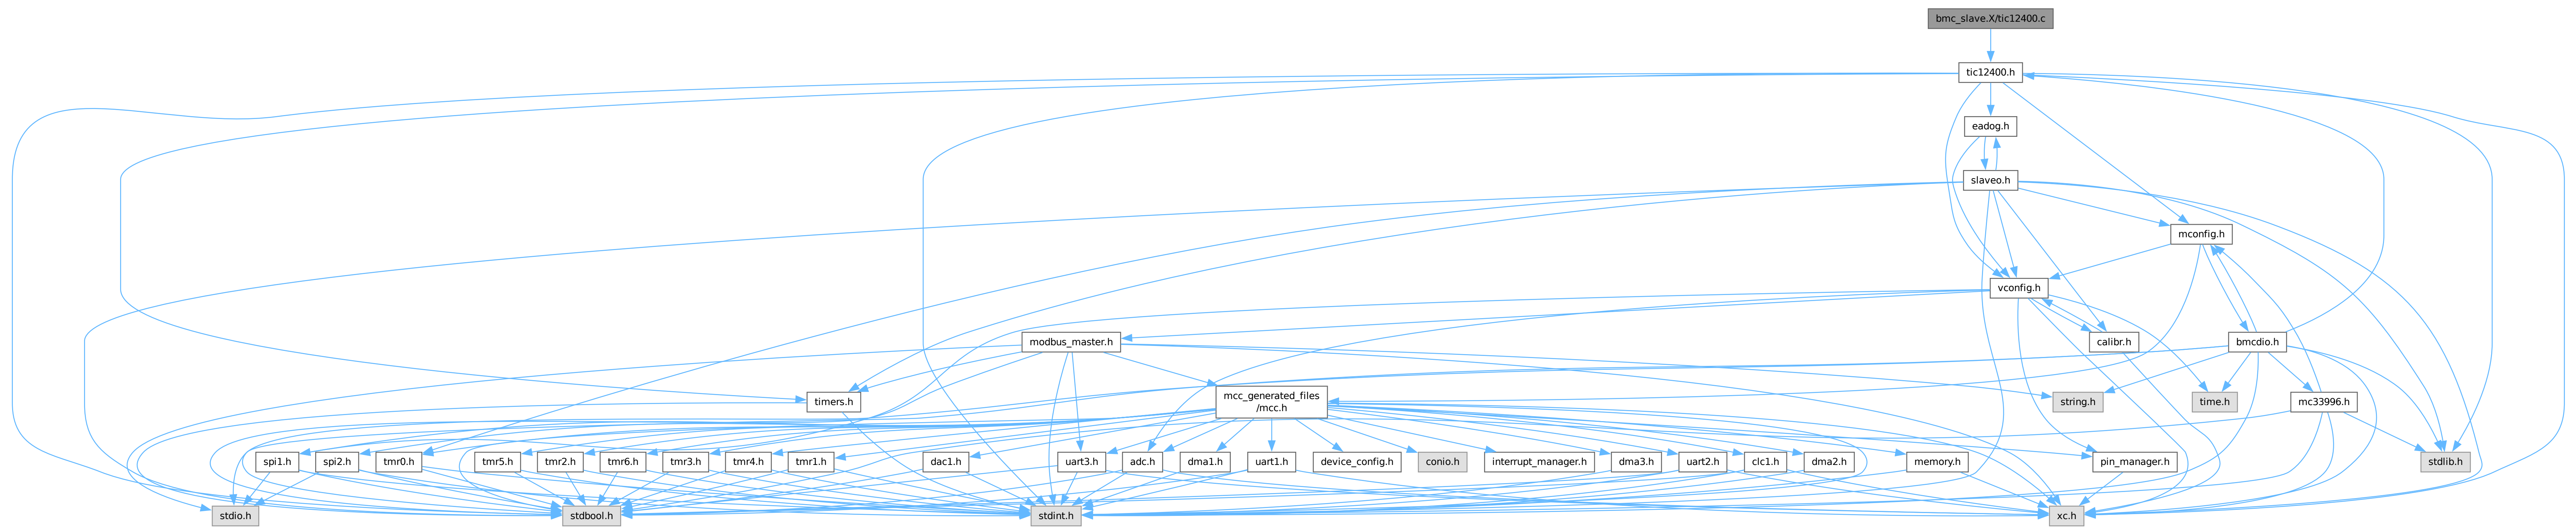 bmc_slave.X/tic12400.c
tic12400.h
eadog.h
slaveo.h
mconfig.h
vconfig.h
modbus_master.h
calibr.h
bmcdio.h
timers.h
mcc_generated_files
/mcc.h
string.h
time.h
mc33996.h
spi1.h
spi2.h
tmr0.h
tmr5.h
tmr2.h
tmr6.h
tmr3.h
tmr4.h
tmr1.h
dac1.h
uart3.h
adc.h
dma1.h
uart1.h
device_config.h
conio.h
interrupt_manager.h
dma3.h
uart2.h
clc1.h
dma2.h
memory.h
pin_manager.h
stdlib.h
stdio.h
stdbool.h
stdint.h
xc.h